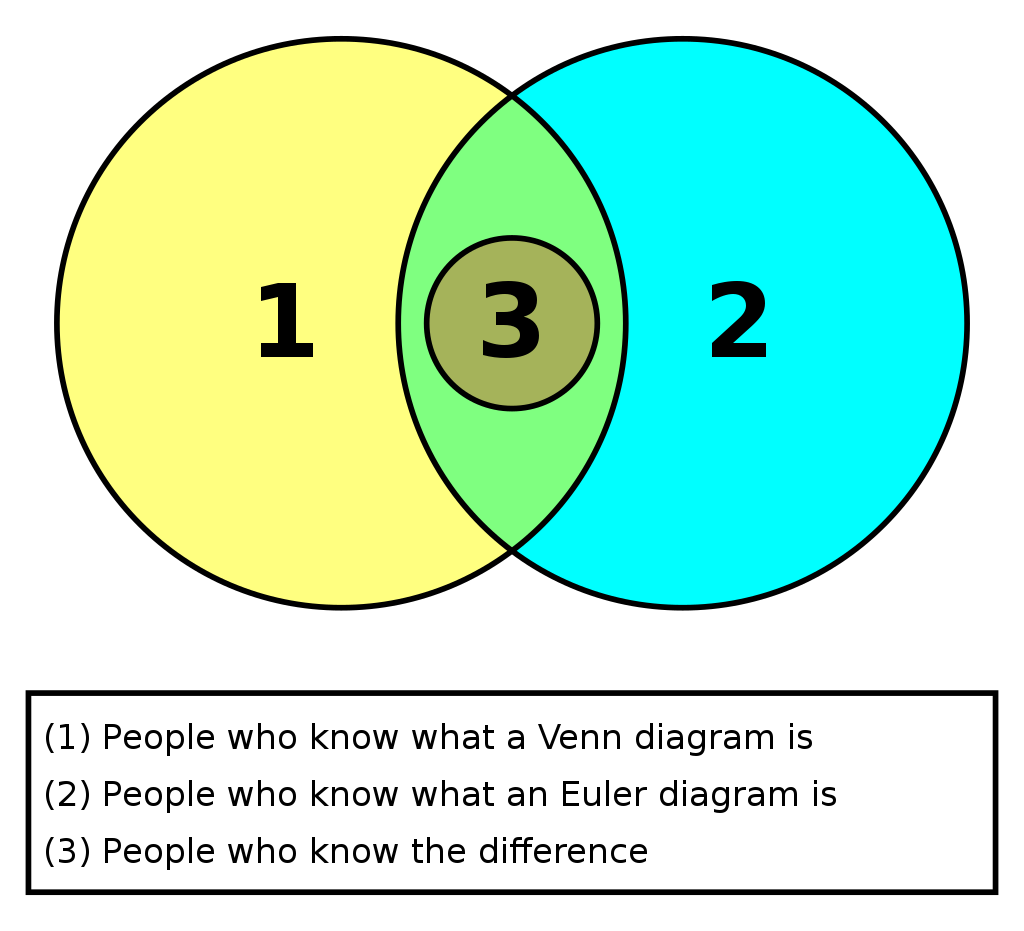 1 3 2
(1) People who know what a Venn diagram is
(2) People who know what an Euler diagram is
(3) People who know the difference